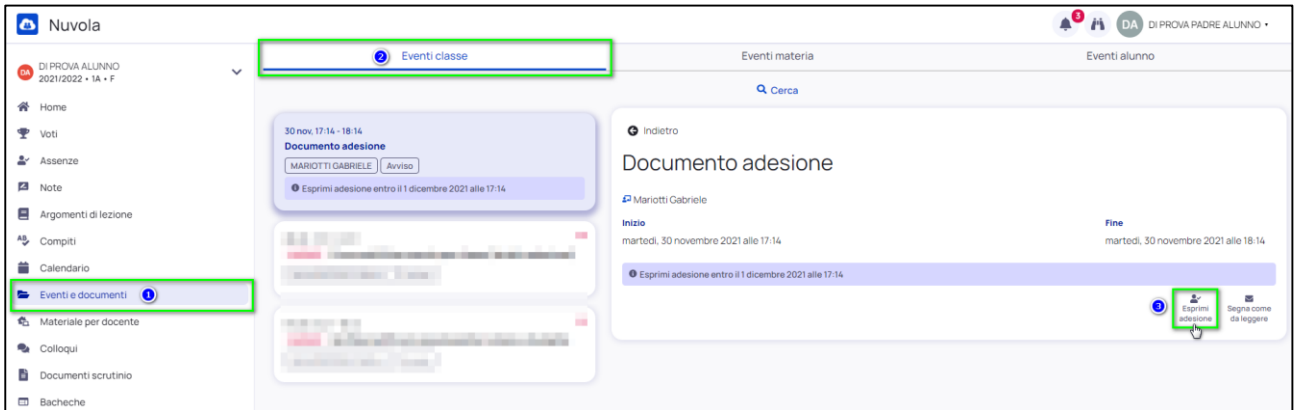 Nuvola
3
DA DI PROVA PADRE ALUNNO
DA DI PROVA ALUNNO
2021/2022 • 1A • F
Home
Voti
Assenze
Note
Argomenti di lezione
Compiti
Calendario
Eventi e documenti 1
Materiale per docente
Colloqui
Documenti scrutinio
Bacheche
2 Eventi classe
Eventi materia
Eventi alunno
Cerca
30 nov, 17:14 - 18:14
Documento adesione
MARIOTTI GABRIELE Avviso
Esprimi adesione entro il 1 dicembre 2021 alle 17:14
Indietro
Documento adesione
Mariotti Gabriele
Inizio
martedì, 30 novembre 2021 alle 17:14
Fine
martedì, 30 novembre 2021 alle 18:14
Esprimi adesione entro il 1 dicembre 2021 alle 17:14
3
Esprimi
adesione
Segna come
da leggere